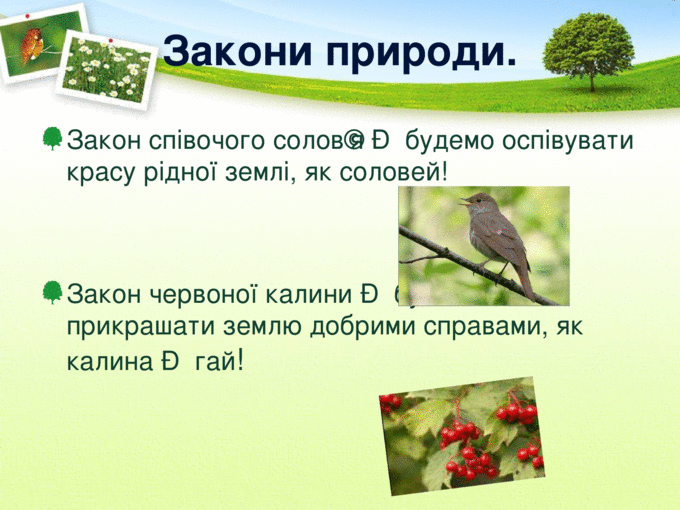 Закони природи.
Закон співочого солов©я Đ будемо оспівувати
красу рідної землі, як соловей!
Закон червоної калини Đ
прикрашати землю добрими справами, як
калина Đ гай!